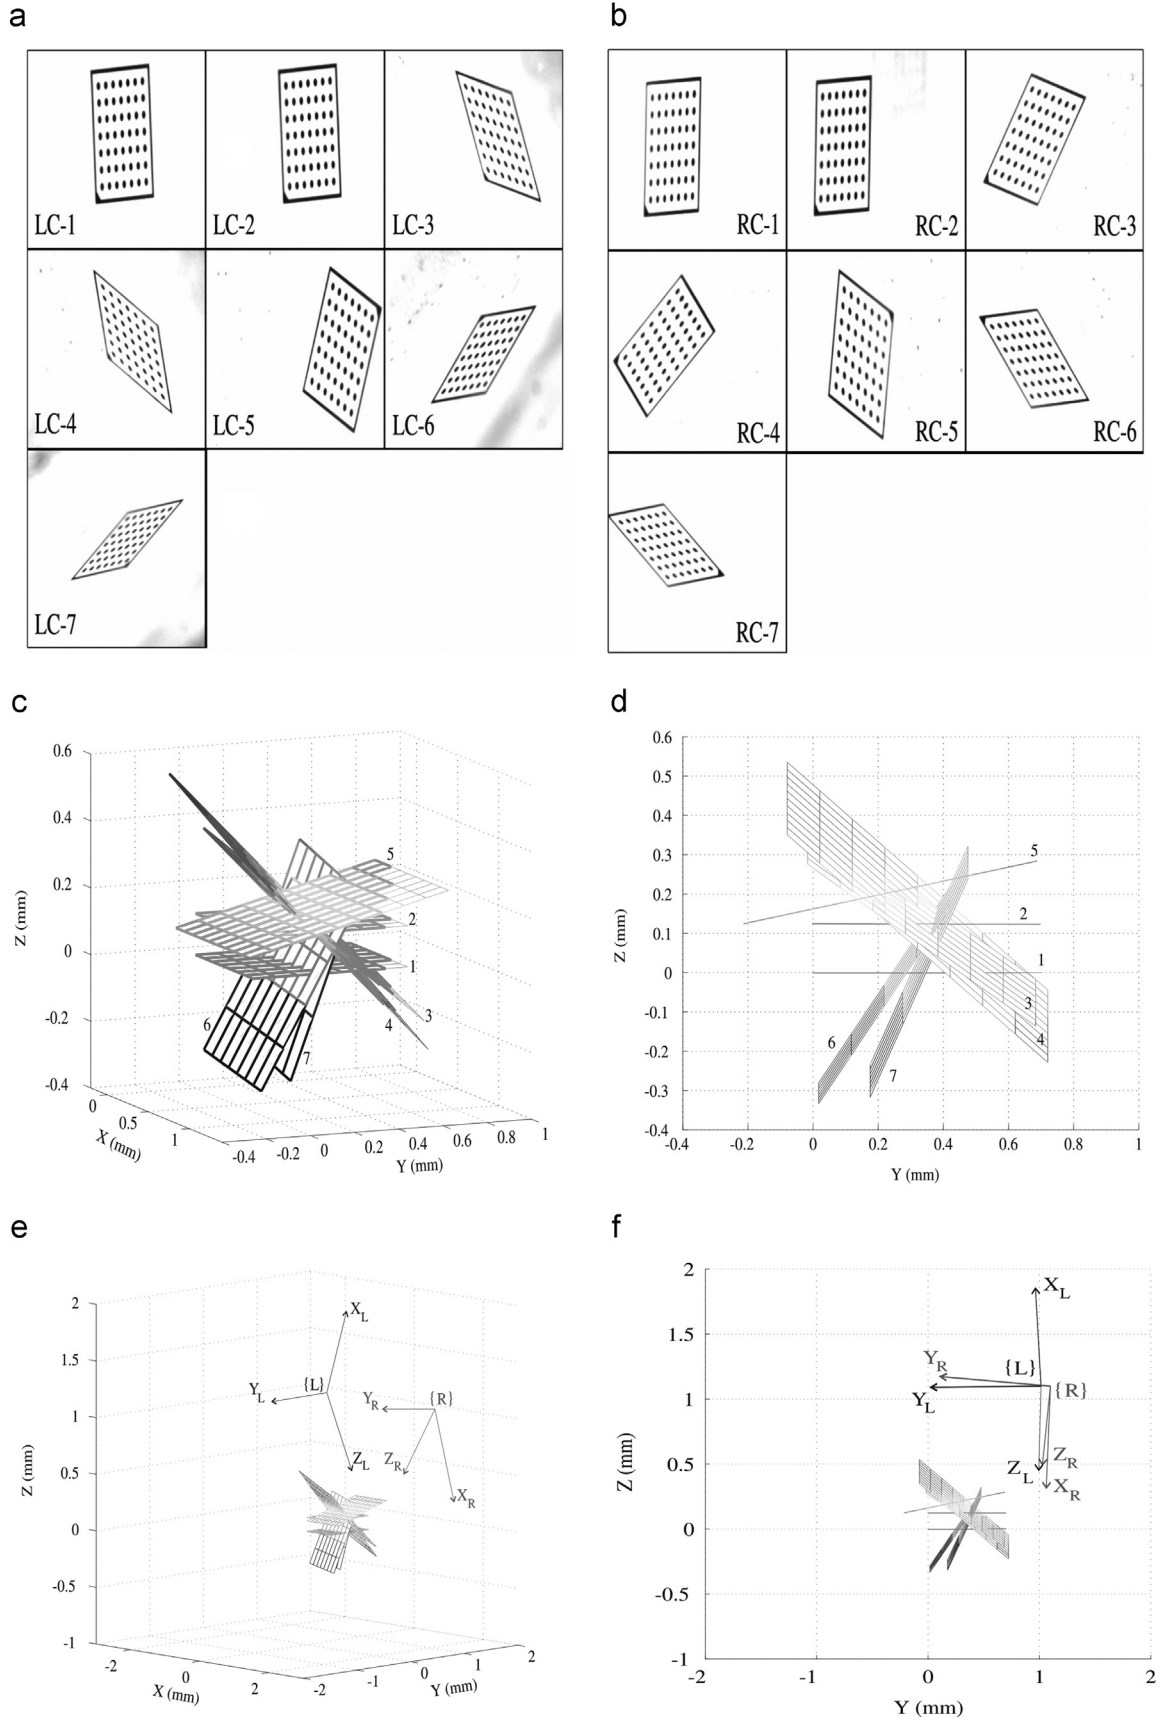 a
b
LC-1
LC-2
LC-3
RC-1
RC-2
RC-3
LC-4
LC-5
LC-6
RC-4
RC-5
RC-6
LC-7
RC-7
c
0.6
0.4
0.2
0
-0.2
-0.4
Z (mm)
0
0.5
1
X (mm)
-0.4
-0.2
0
0.2
0.4
0.6
0.8
1
Y (mm)
5
2
1
3
4
6
7
d
0.6
0.5
0.4
0.3
0.2
0.1
0
-0.1
-0.2
-0.3
-0.4
Z (mm)
-0.4
-0.2
0
0.2
0.4
0.6
0.8
1
Y (mm)
5
2
1
3
4
6
7
e
2
1.5
1
0.5
0
-0.5
-1
Z (mm)
-2
0
2
X (mm)
-2
-1
0
1
2
Y (mm)
XL
{L}
YL
ZL
YR
{R}
ZR
XR
f
2
1.5
1
0.5
0
-0.5
-1
Z (mm)
-2
-1
0
1
2
Y (mm)
XL
YR
{L}
YL
{R}
ZL
ZR
XR